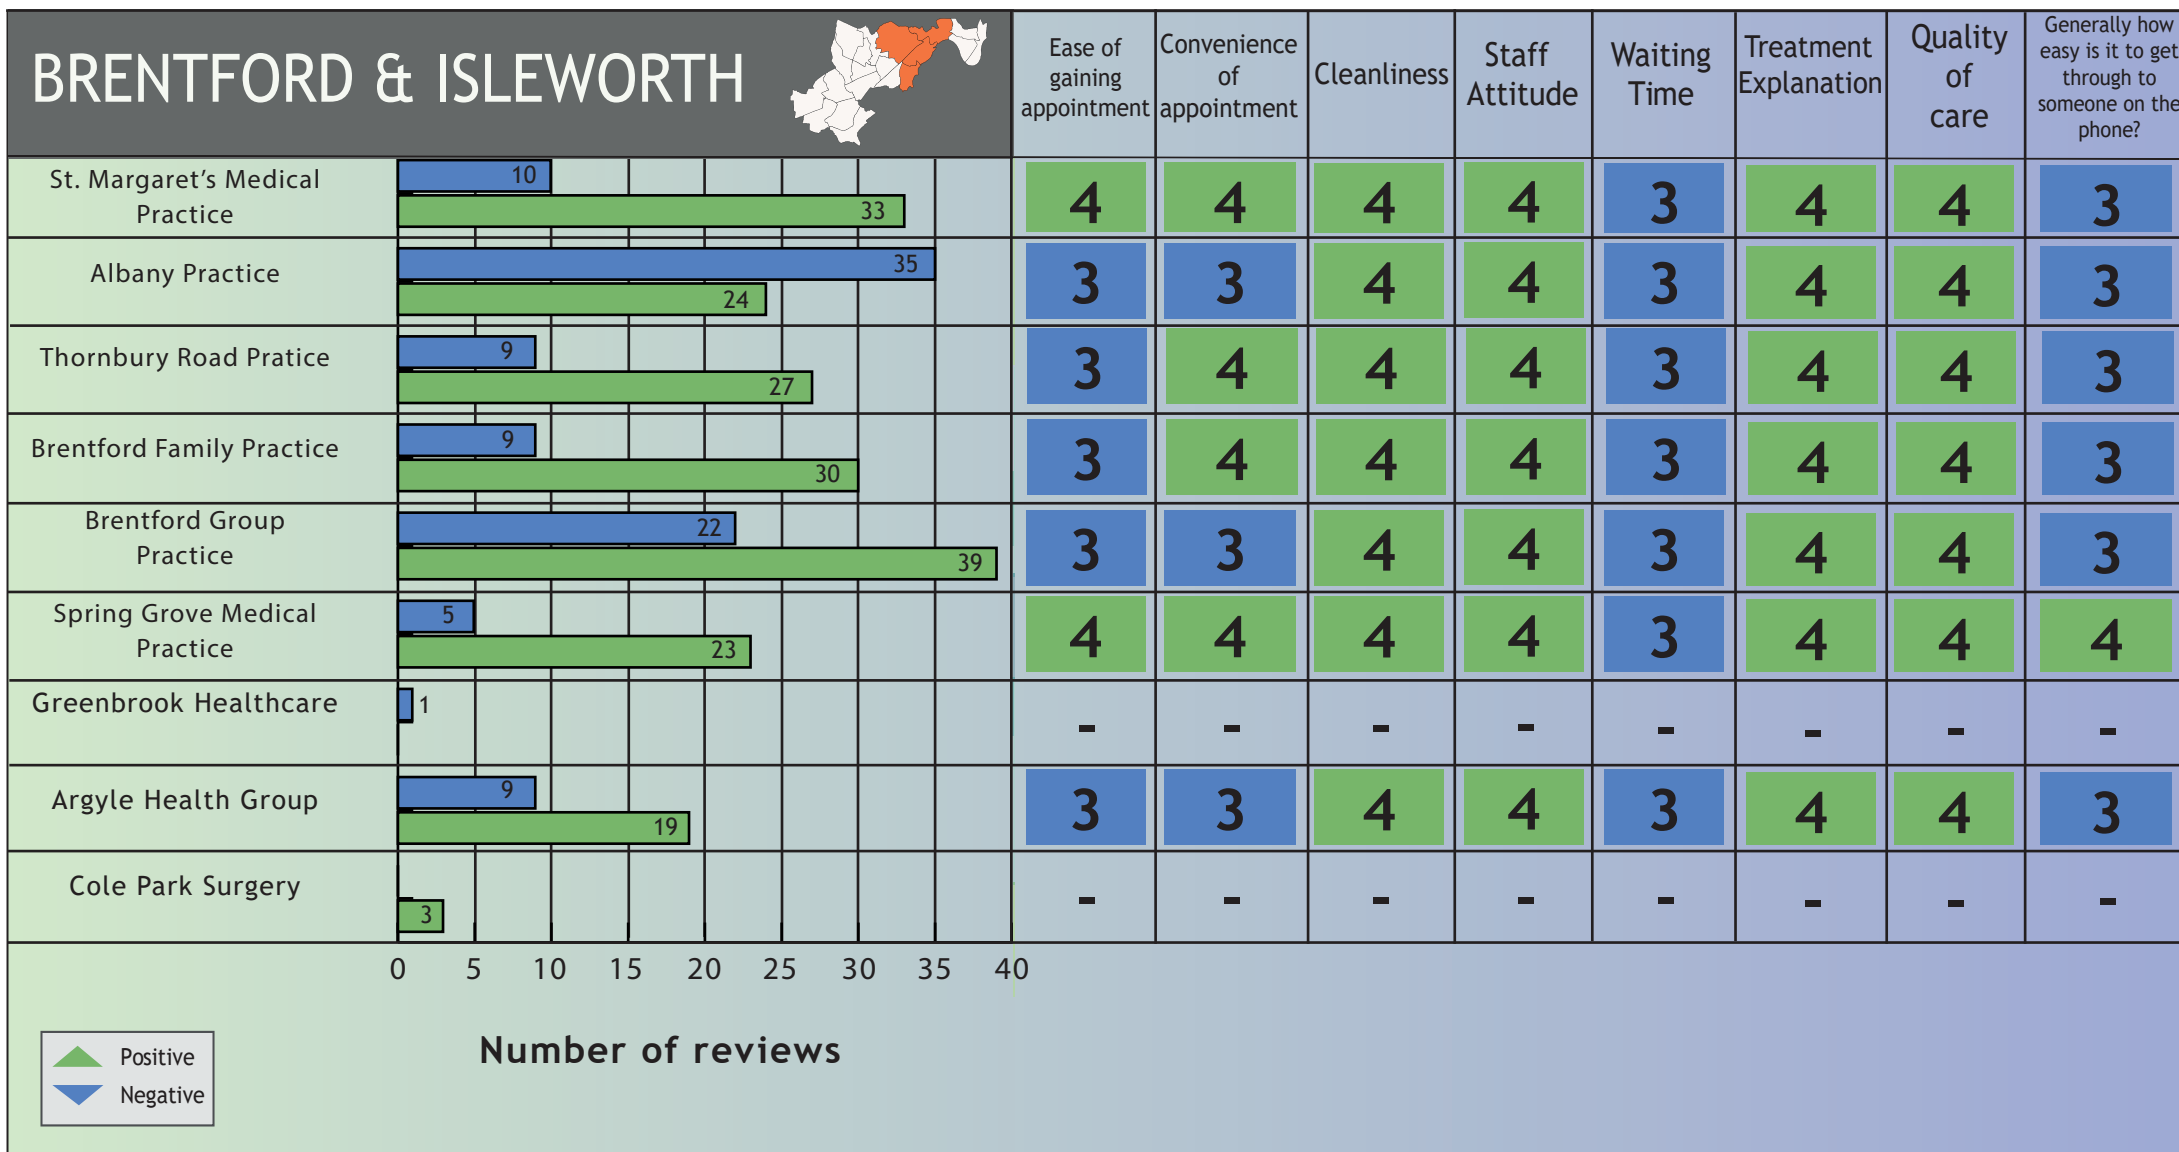 BRENTFORD & ISLEWORTH
Ease of
gaining
appointment
Convenience
of
appointment
Cleanliness
Staff
Attitude
Waiting
Time
Treatment
Explanation
Quality
of
care
Generally how
easy is it to get
through to
someone on the
phone?
St. Margaret's Medical
Practice
10
33
4 4 4 4 3 4 4 3
Albany Practice
35
24
3 3 4 4 3 4 4 3
Thornbury Road Pratice
9
27
3 4 4 4 3 4 4 3
Brentford Family Practice
9
30
3 4 4 4 3 4 4 3
Brentford Group
Practice
22
39
3 3 4 4 3 4 4 3
Spring Grove Medical
Practice
5
23
4 4 4 4 3 4 4 4
Greenbrook Healthcare
1
- - - - - - - -
Argyle Health Group
9
19
3 3 4 4 3 4 4 3
Cole Park Surgery
3
- - - - - - - -
0 5 10 15 20 25 30 35 40
Number of reviews
Positive
Negative